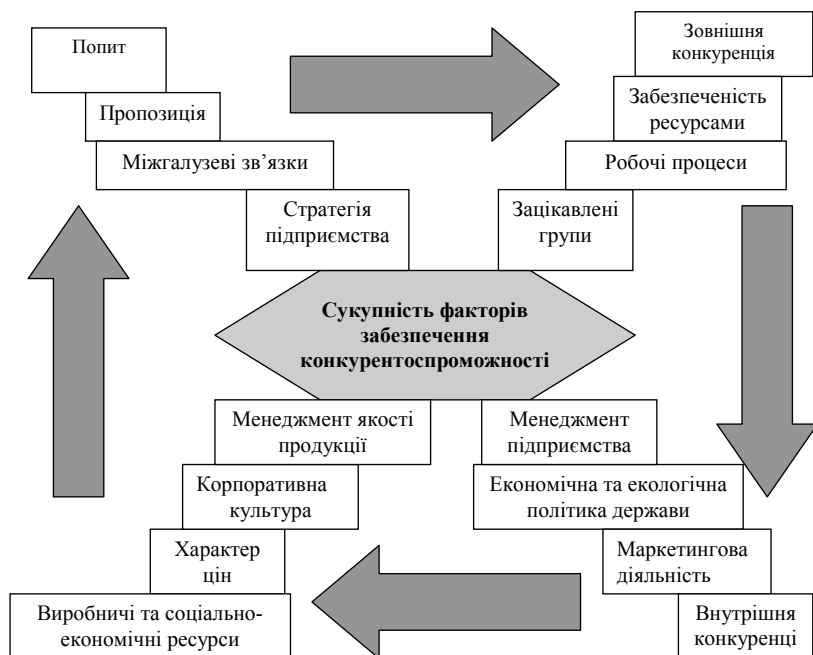 Попит
Пропозиція
Міжгалузеві зв’язки
Стратегія
підприємства
Зовнішня
конкуренція
Забезпеченість
ресурсами
Робочі процеси
Зацікавлені
групи
Сукупність факторів
забезпечення
конкурентоспроможності
Менеджмент якості
продукції
Корпоративна
культура
Характер
цін
Виробничі та соціально-
економічні ресурси
Менеджмент
підприємства
Економічна та екологічна
політика держави
Маркетингова
діяльність
Внутрішня
конкуренці